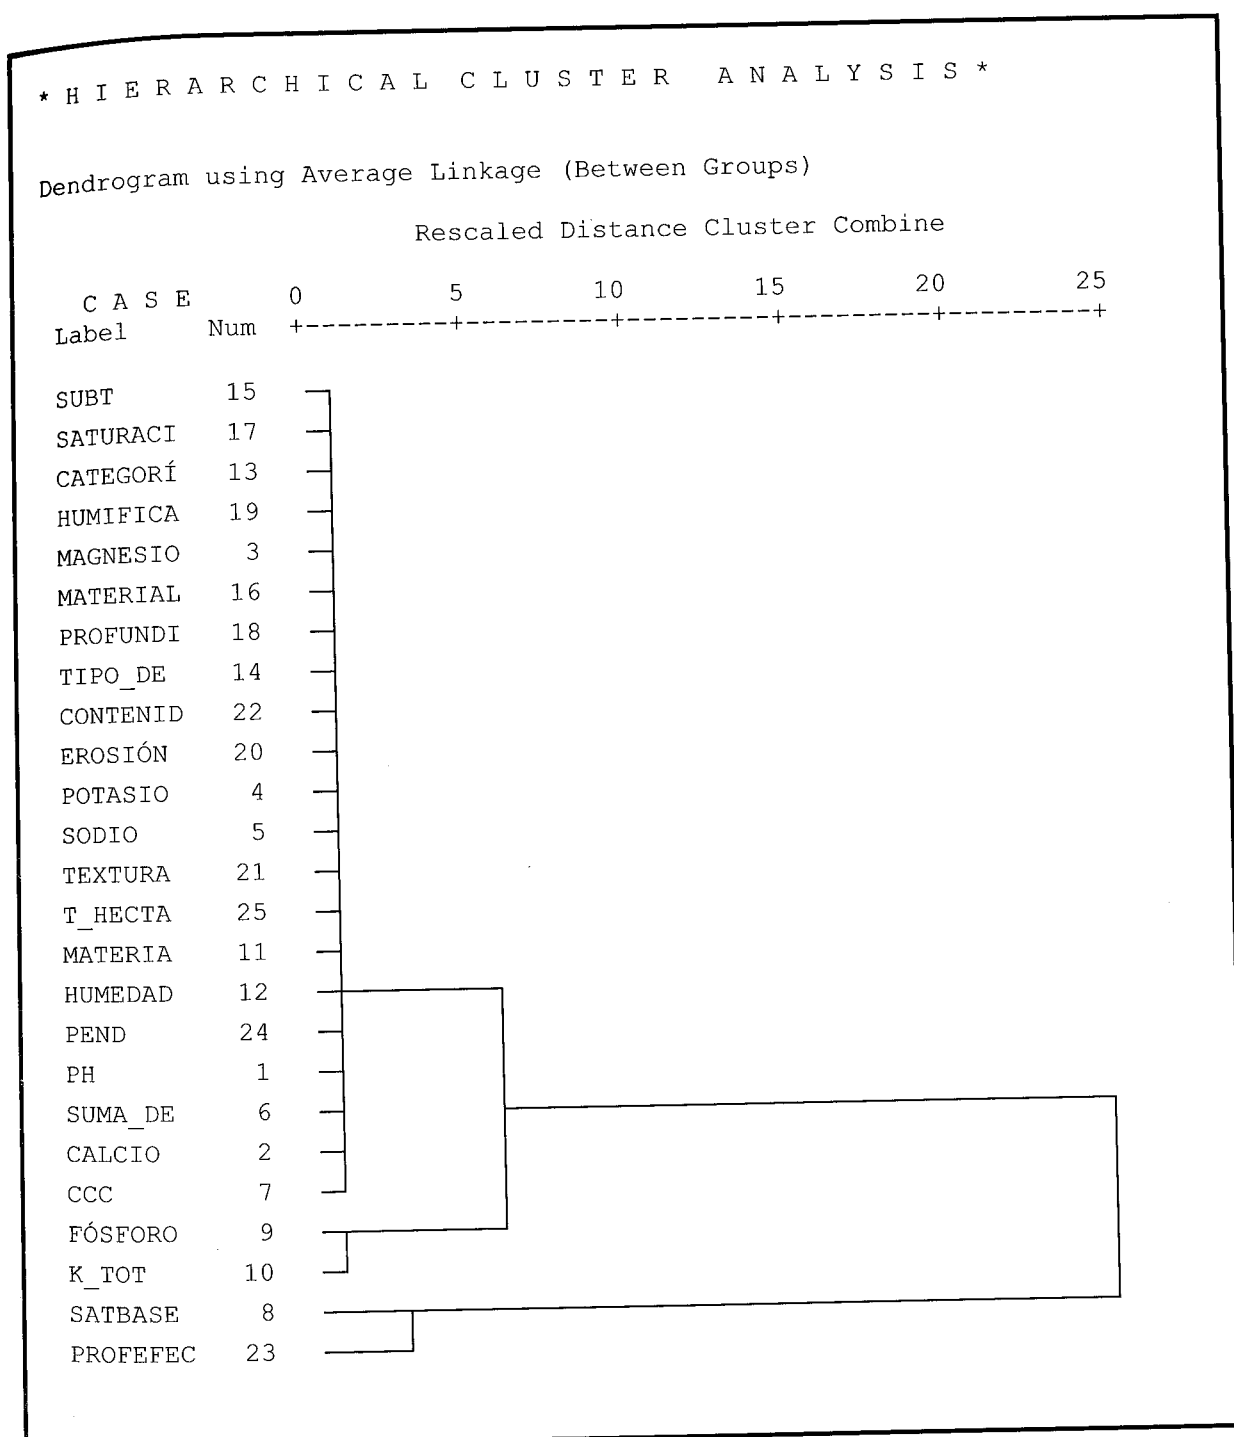 * H I E R A R C H I C A L C L U S T E R A N A L Y S I S *
Dendrogram using Average Linkage (Between Groups)
Rescaled Distance Cluster Combine
C A S E 0 5 10 15 20 25
Label Num +---------+---------+---------+---------+---------+
SUBT 15
SATURACI 17
CATEGORÍ 13
HUMIFICA 19
MAGNESIO 3
MATERIAL 16
PROFUNDI 18
TIPO_DE 14
CONTENID 22
EROSIÓN 20
POTASIO 4
SODIO 5
TEXTURA 21
T_HECTA 25
MATERIA 11
HUMEDAD 12
PEND 24
PH 1
SUMA_DE 6
CALCIO 2
CCC 7
FÓSFORO 9
K_TOT 10
SATBASE 8
PROFEFEC 23